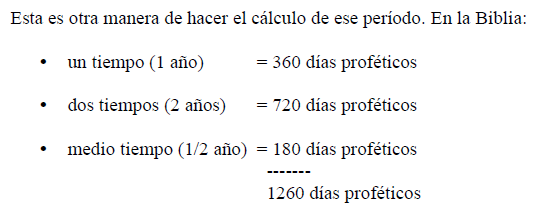 Esta es otra manera de hacer el cálculo de ese período. En la Biblia:
• un tiempo (1 año) = 360 días proféticos
• dos tiempos (2 años) = 720 días proféticos
• medio tiempo (1/2 año) = 180 días proféticos
-------
1260 días proféticos